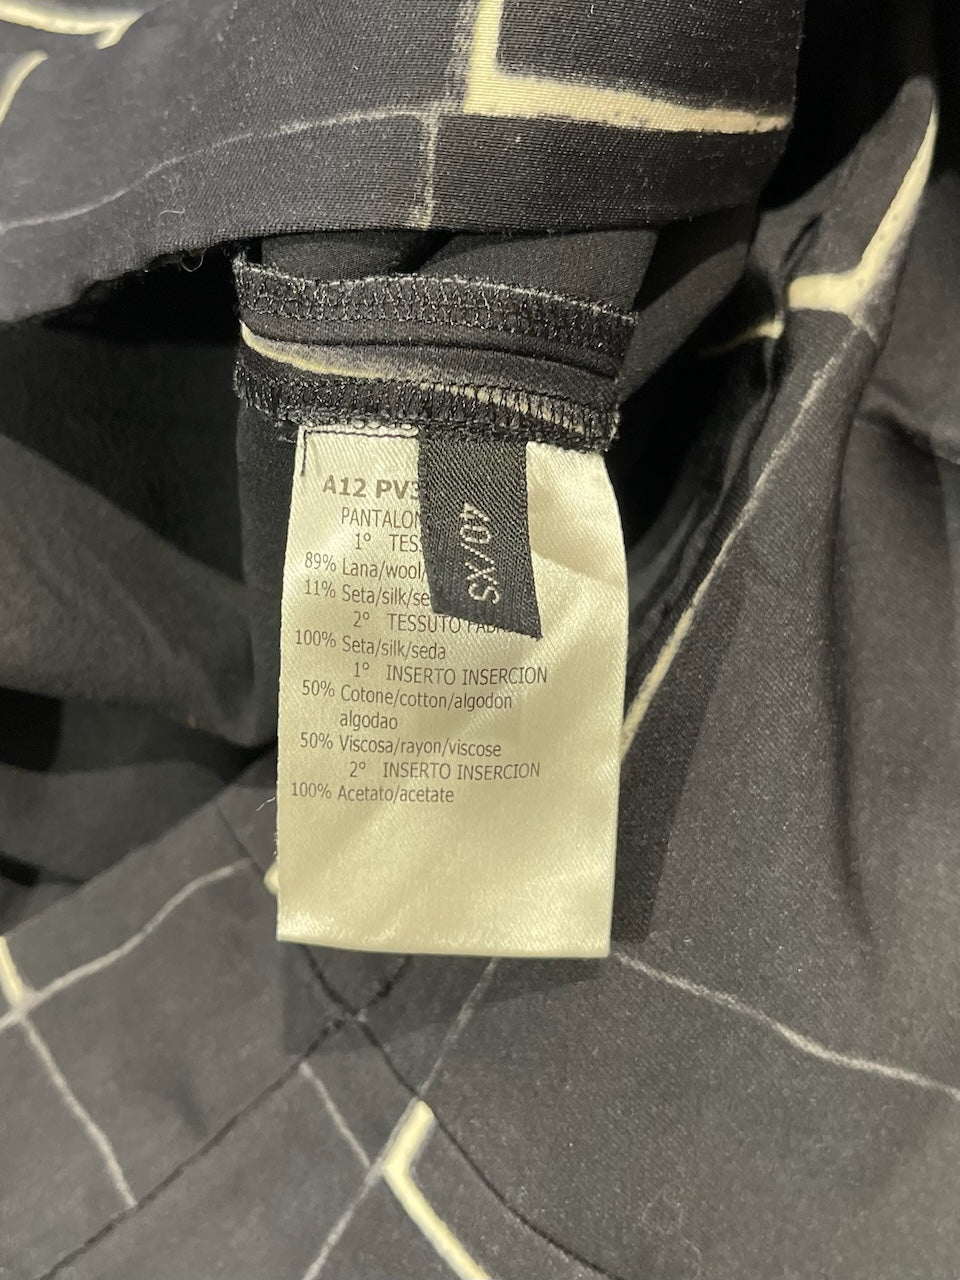 A12 PV3
PANTALON
1° TES
89% Lana/wool/
11% Seta/silk/se
2° TESSUTO FAB
100% Seta/silk/seda
1° INSERTO INSERCION
50% Cotone/cotton/algodon
algodao
50% Viscosa/rayon/viscose
2° INSERTO INSERCION
100% Acetato/acetate
40/XS